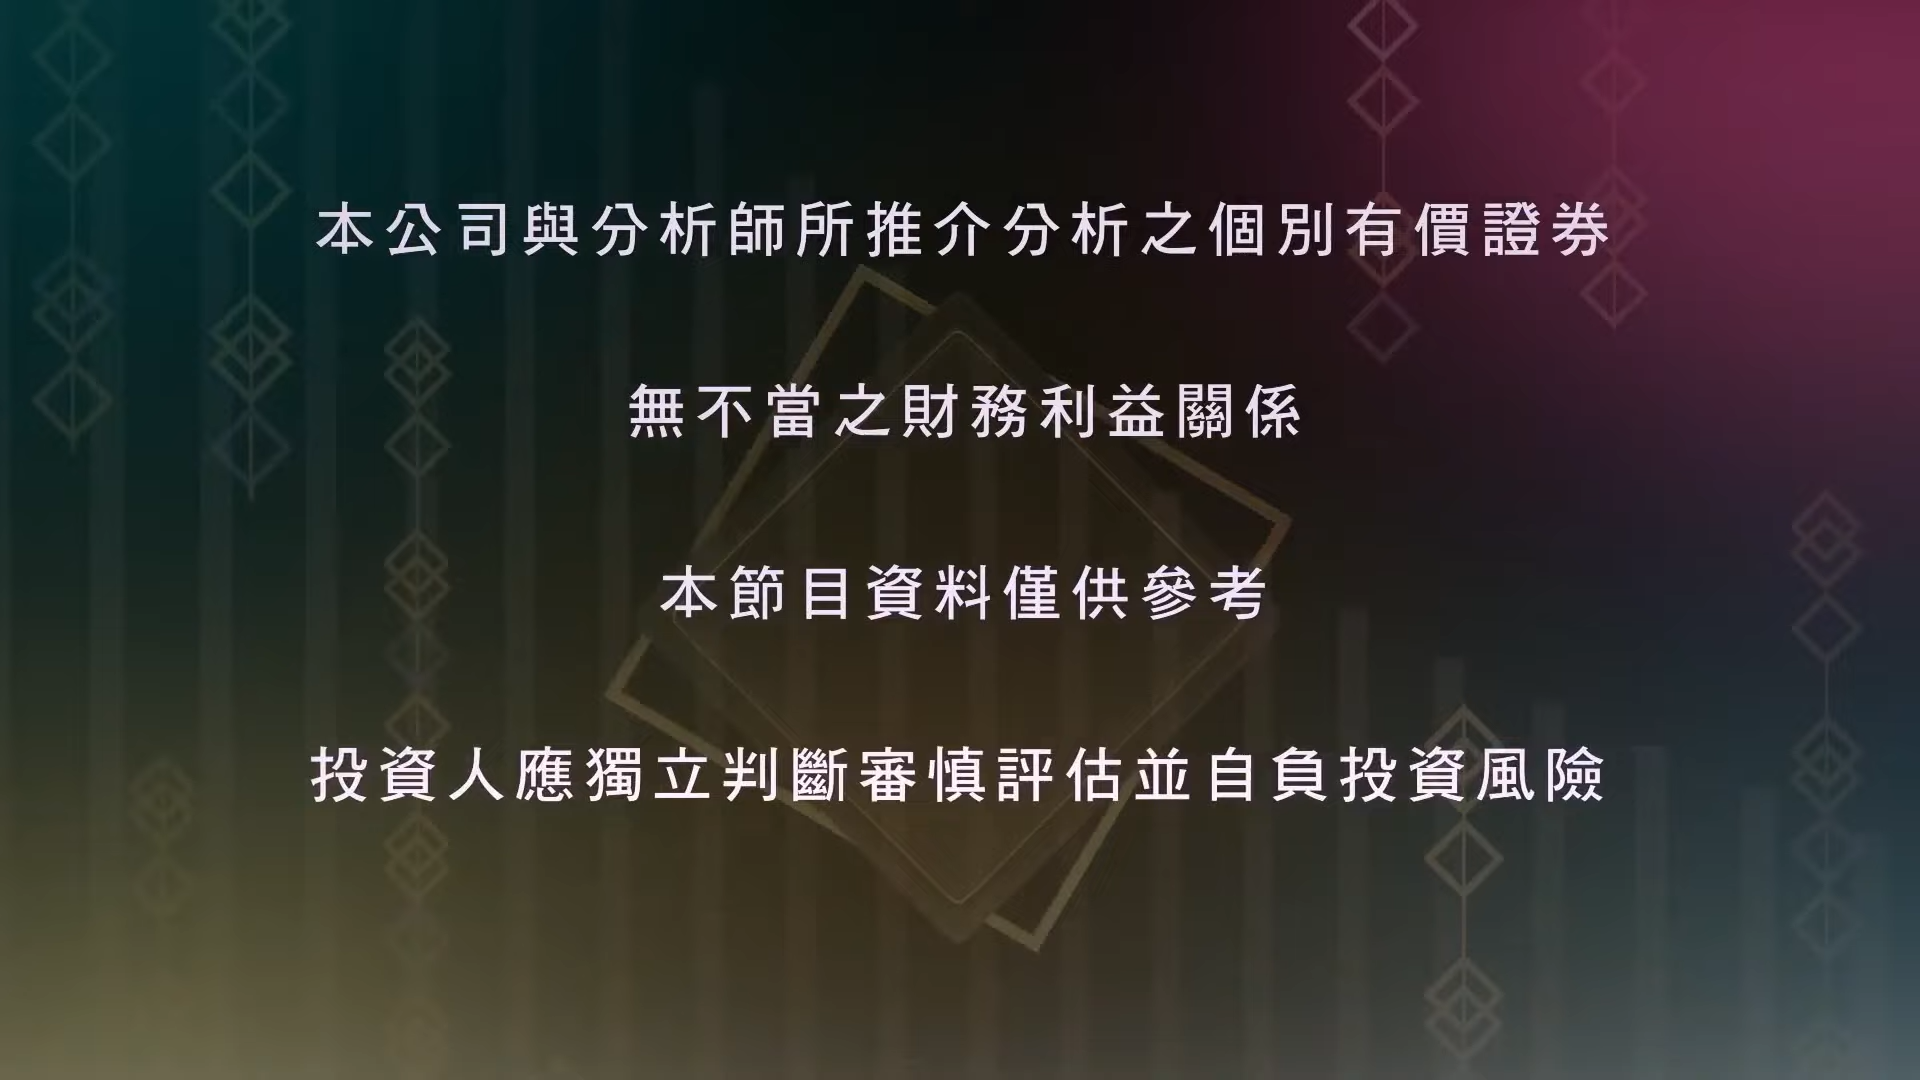 本公司與分析師所推介分析之個別有價證券
無不當之財務利益關係
本節目資料僅供參考
投資人應獨立判斷審慎評估並自負投資風險